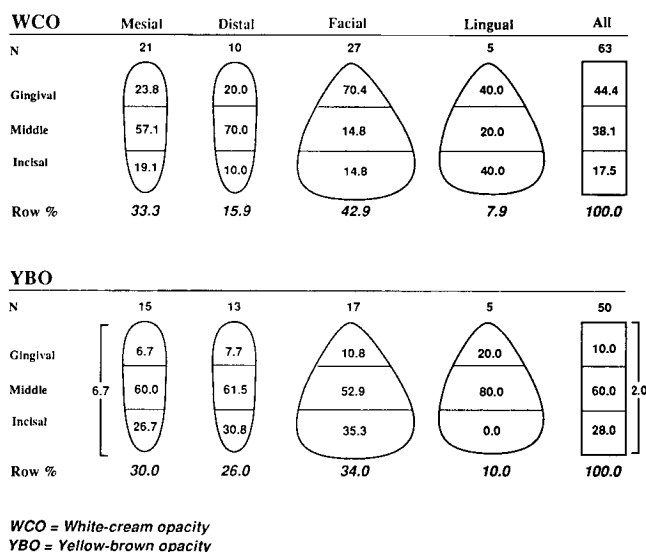 WCO Mesial Distal Facial Lingual All
N 21 10 27 5 63
Gingival 23.8 20.0 70.4 40.0 44.4
Middle 57.1 70.0 14.8 20.0 38.1
Incisal 19.1 10.0 14.8 40.0 17.5
Row % 33.3 15.9 42.9 7.9 100.0
YBO
N 15 13 17 5 50
Gingival 6.7 7.7 10.8 20.0 10.0
6.7 Middle 60.0 61.5 52.9 80.0 60.0 2.0
Incisal 26.7 30.8 35.3 0.0 28.0
Row % 30.0 26.0 34.0 10.0 100.0
WCO = White-cream opacity
YBO = Yellow-brown opacity